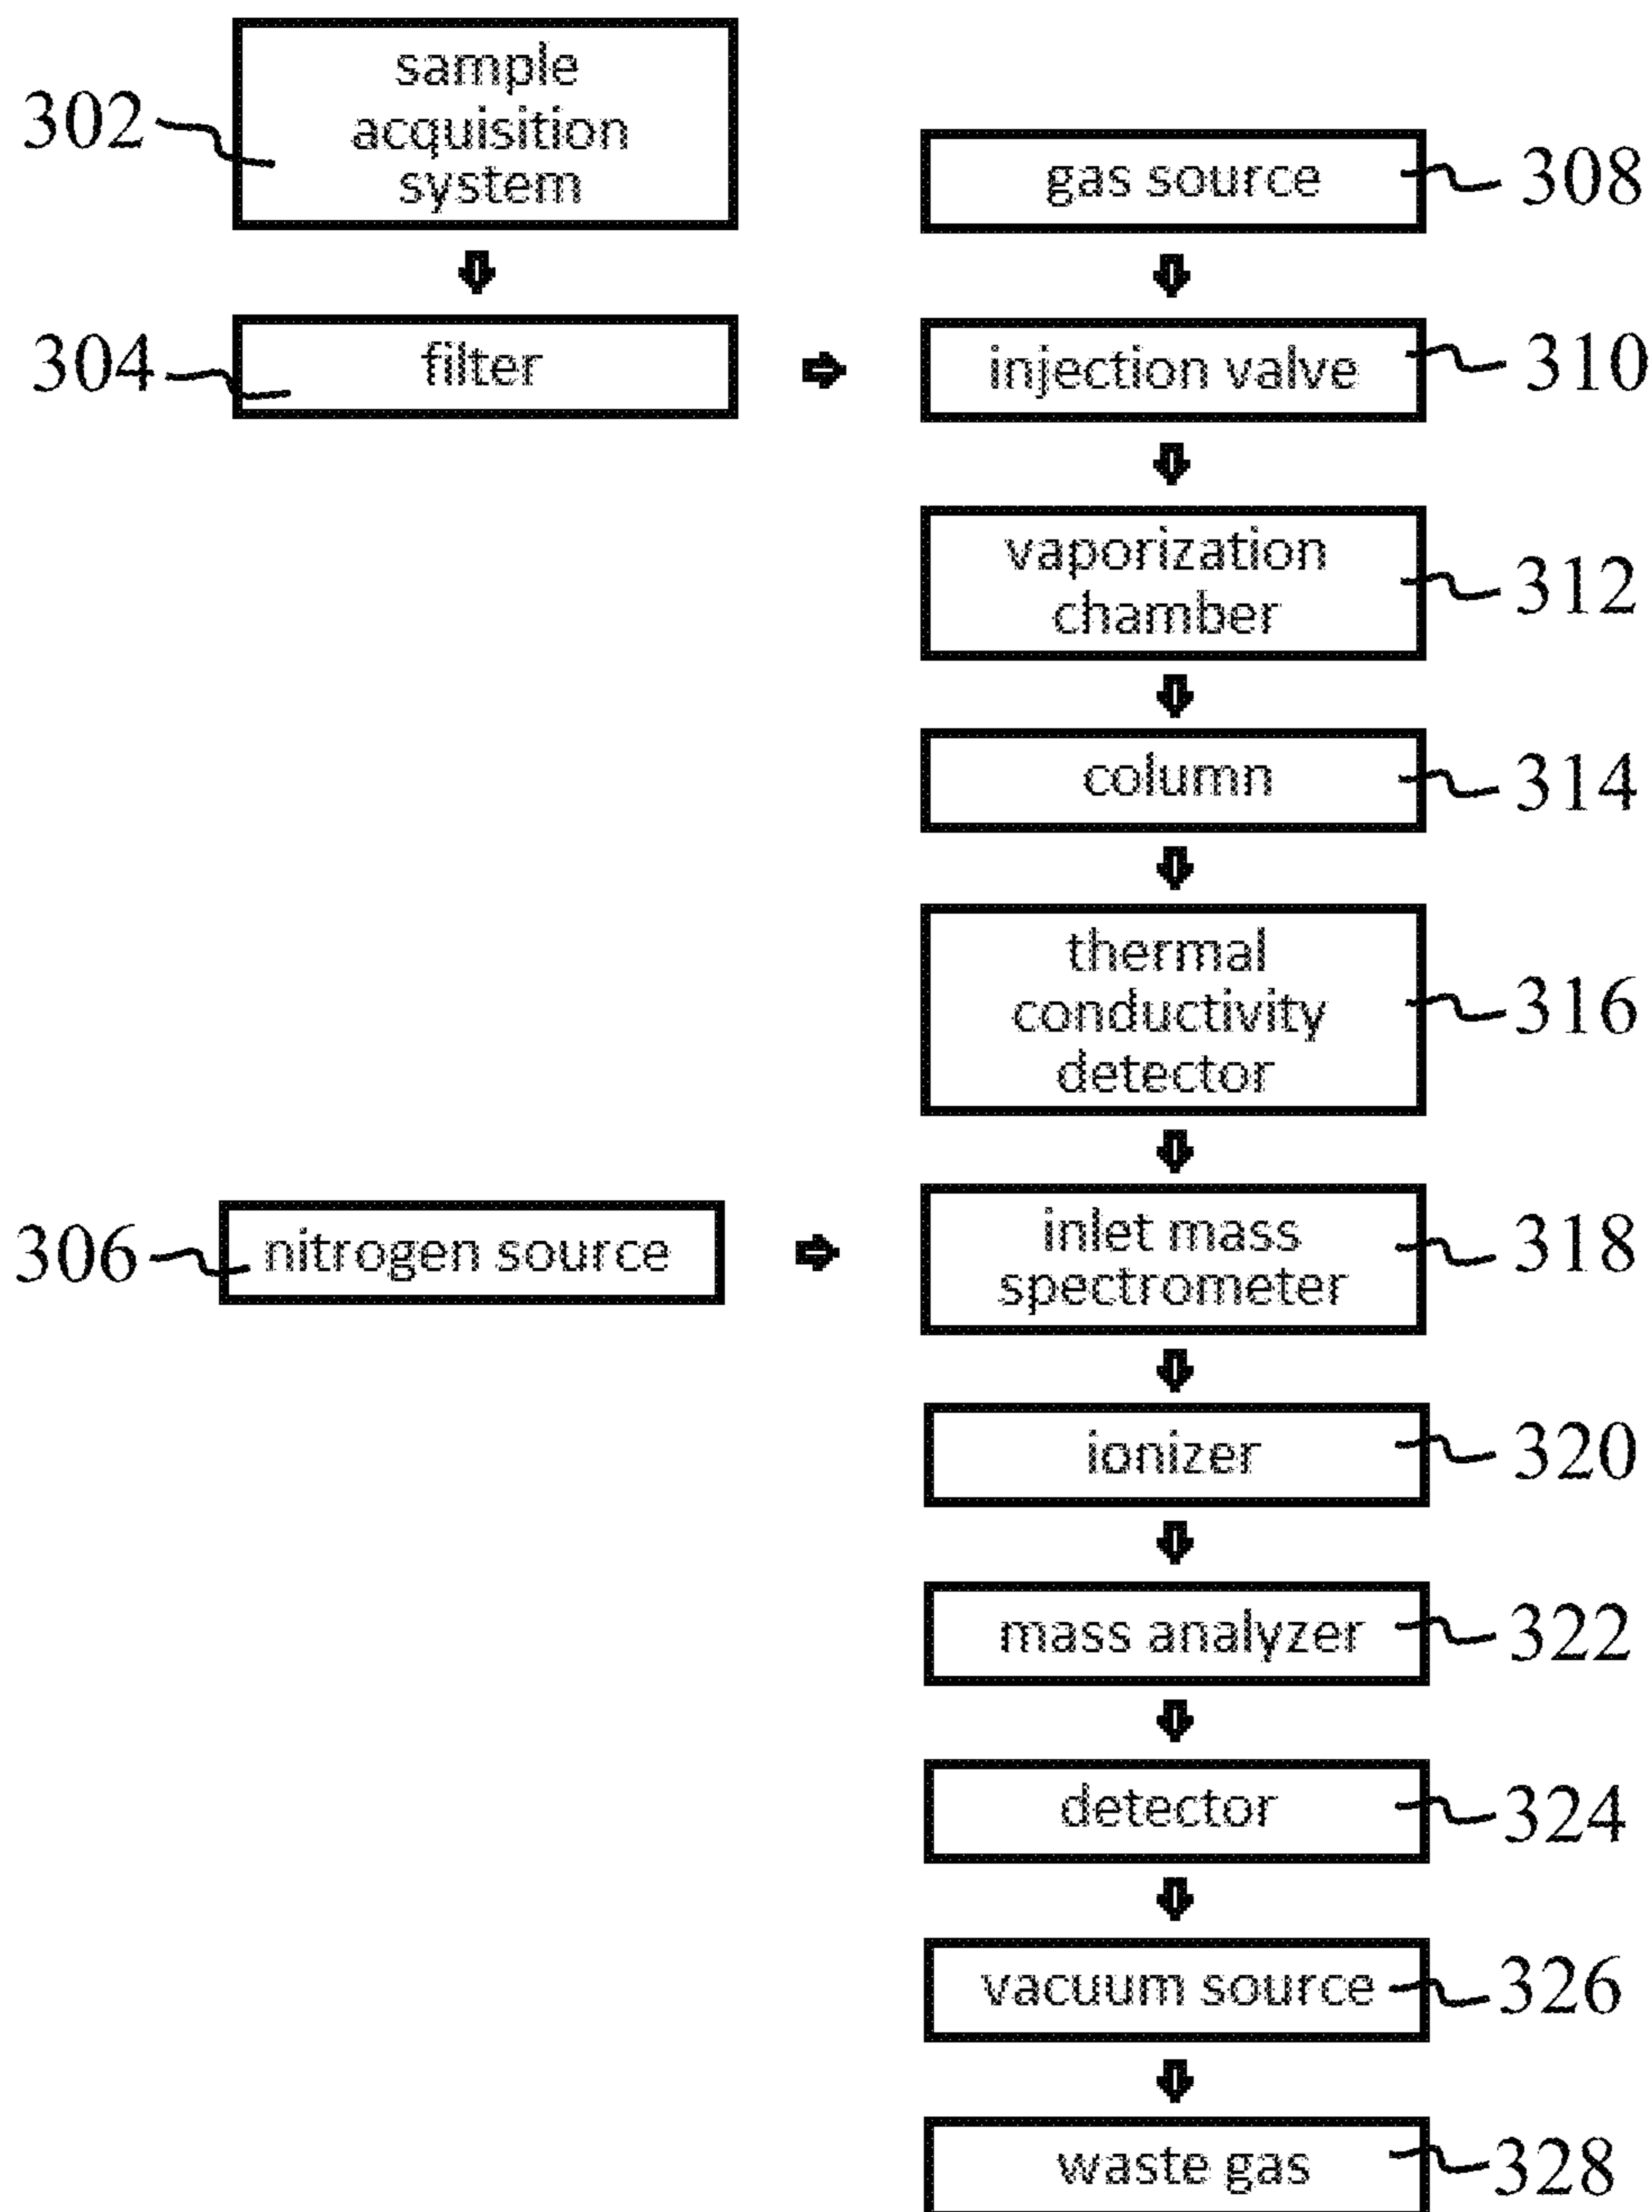 302
sample
acquisition
system
gas source
308
304
filter
injection valve
310
vaporization
chamber
312
column
314
thermal
conductivity
detector
316
306
nitrogen source
inlet mass
spectrometer
318
ionizer
320
mass analyzer
322
detector
324
vacuum source
326
waste gas
328